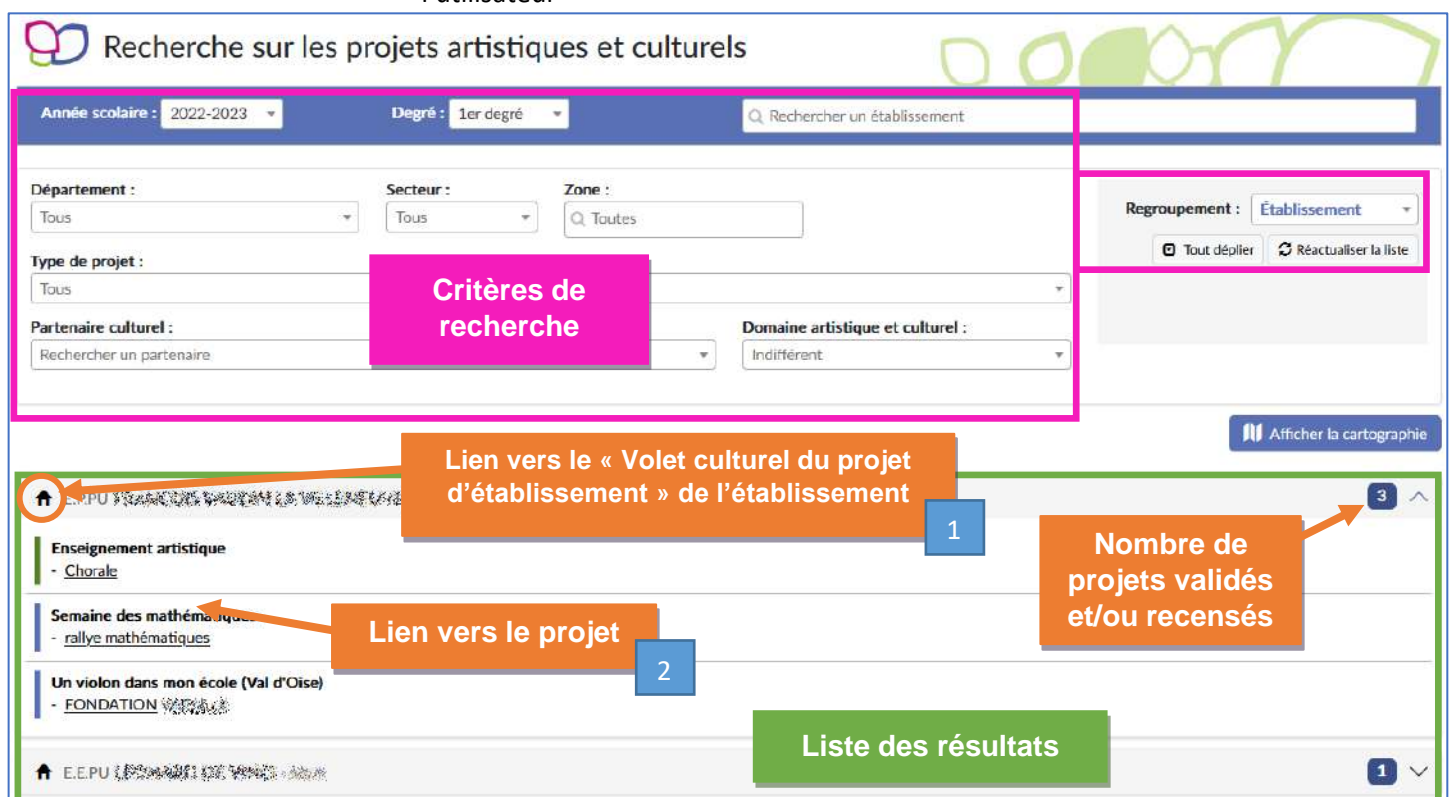 l'utilisateur
Recherche sur les projets artistiques et culturels
Année scolaire : 2022-2023 Degré : 1er degré Rechercher un établissement
Département : Secteur : Zone :
Tous Tous Toutes
Regroupement : Établissement
Tout déplier Réactualiser la liste
Type de projet :
Tous
Critères de
recherche
Partenaire culturel : Domaine artistique et culturel :
Rechercher un partenaire Indifférent
Afficher la cartographie
Lien vers le « Volet culturel du projet
d'établissement » de l'établissement
1
3
Enseignement artistique
- Chorale
Nombre de
projets validés
et/ou recensés
Semaine des mathématiques
- rallye mathématiques
Lien vers le projet
2
Un violon dans mon école (Val d'Oise)
- FONDATION
Liste des résultats
E.E.PU
1